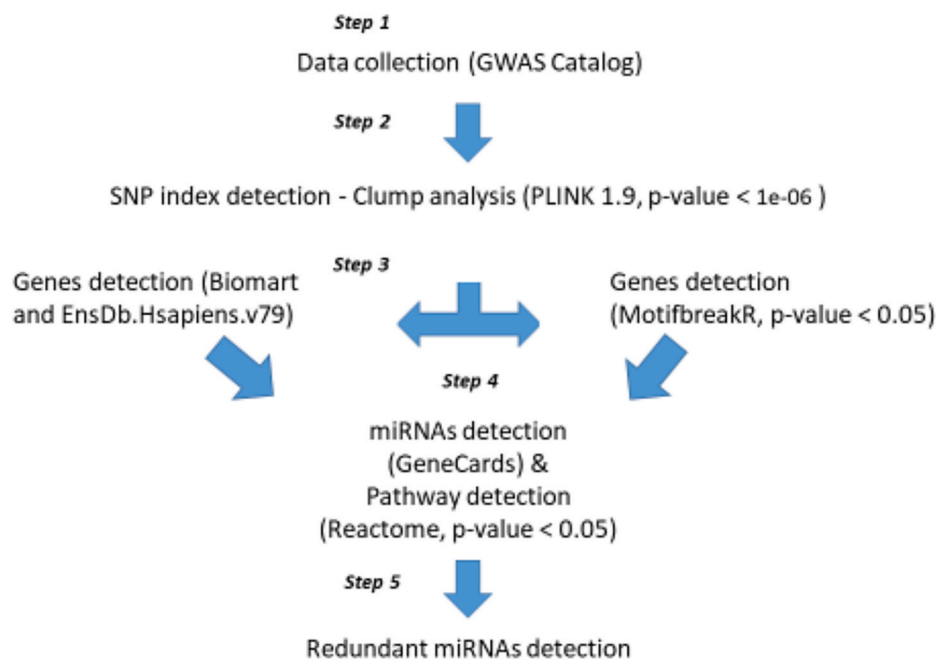 Step 1
Data collection (GWAS Catalog)
Step 2
SNP index detection - Clump analysis (PLINK 1.9, p-value < 1e-06 )
Step 3
Genes detection (Biomart
and EnsDb.Hsapiens.v79)
Genes detection
(MotifbreakR, p-value < 0.05)
Step 4
miRNAs detection
(GeneCards) &
Pathway detection
(Reactome, p-value < 0.05)
Step 5
Redundant miRNAs detection